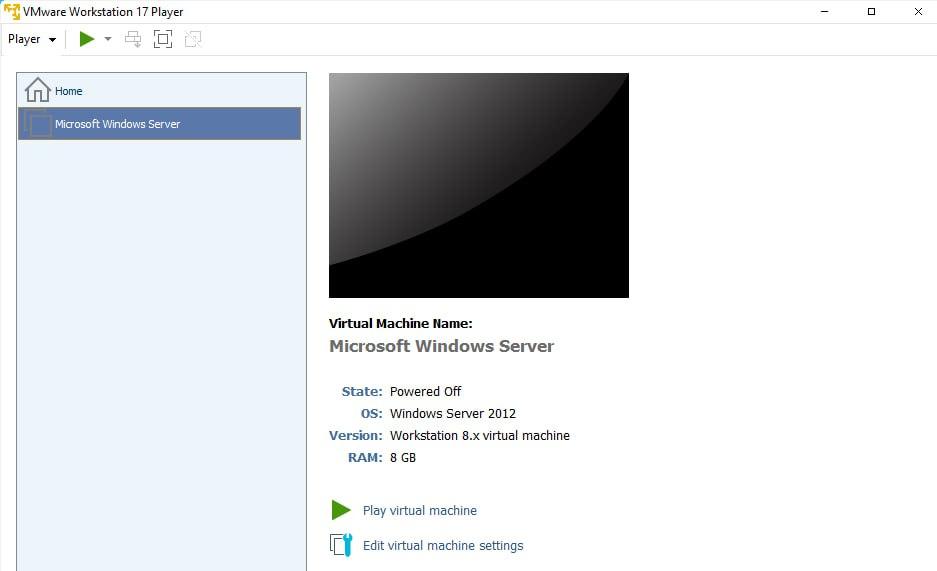 VMware Workstation 17 Player
Player
Home
Microsoft Windows Server
Virtual Machine Name:
Microsoft Windows Server
State: Powered Off
OS: Windows Server 2012
Version: Workstation 8.x virtual machine
RAM: 8 GB
Play virtual machine
Edit virtual machine settings